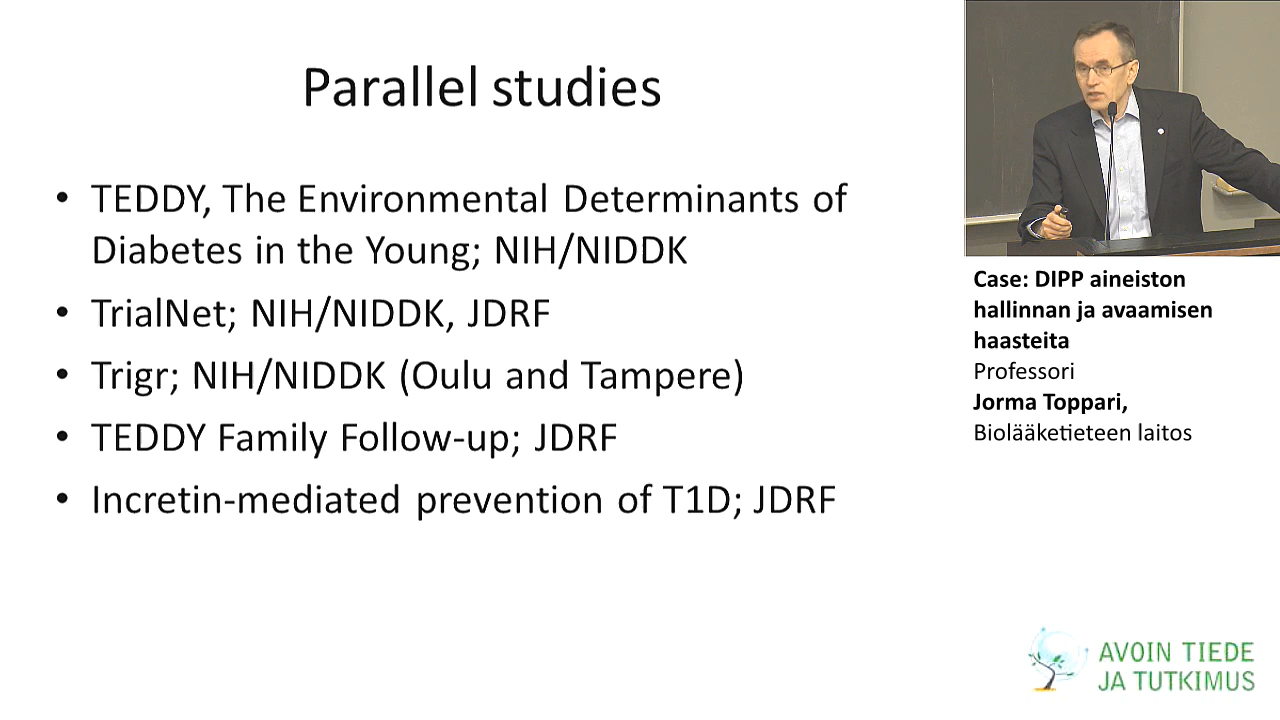 Parallel studies
• TEDDY, The Environmental Determinants of
Diabetes in the Young; NIH/NIDDK
• TrialNet; NIH/NIDDK, JDRF
• Trigr; NIH/NIDDK (Oulu and Tampere)
• TEDDY Family Follow-up; JDRF
• Incretin-mediated prevention of T1D; JDRF
Case: DIPP aineiston
hallinnan ja avaamisen
haasteita
Professori
Jorma Toppari,
Biolääketieteen laitos
AVOIN TIEDE
JA TUTKIMUS